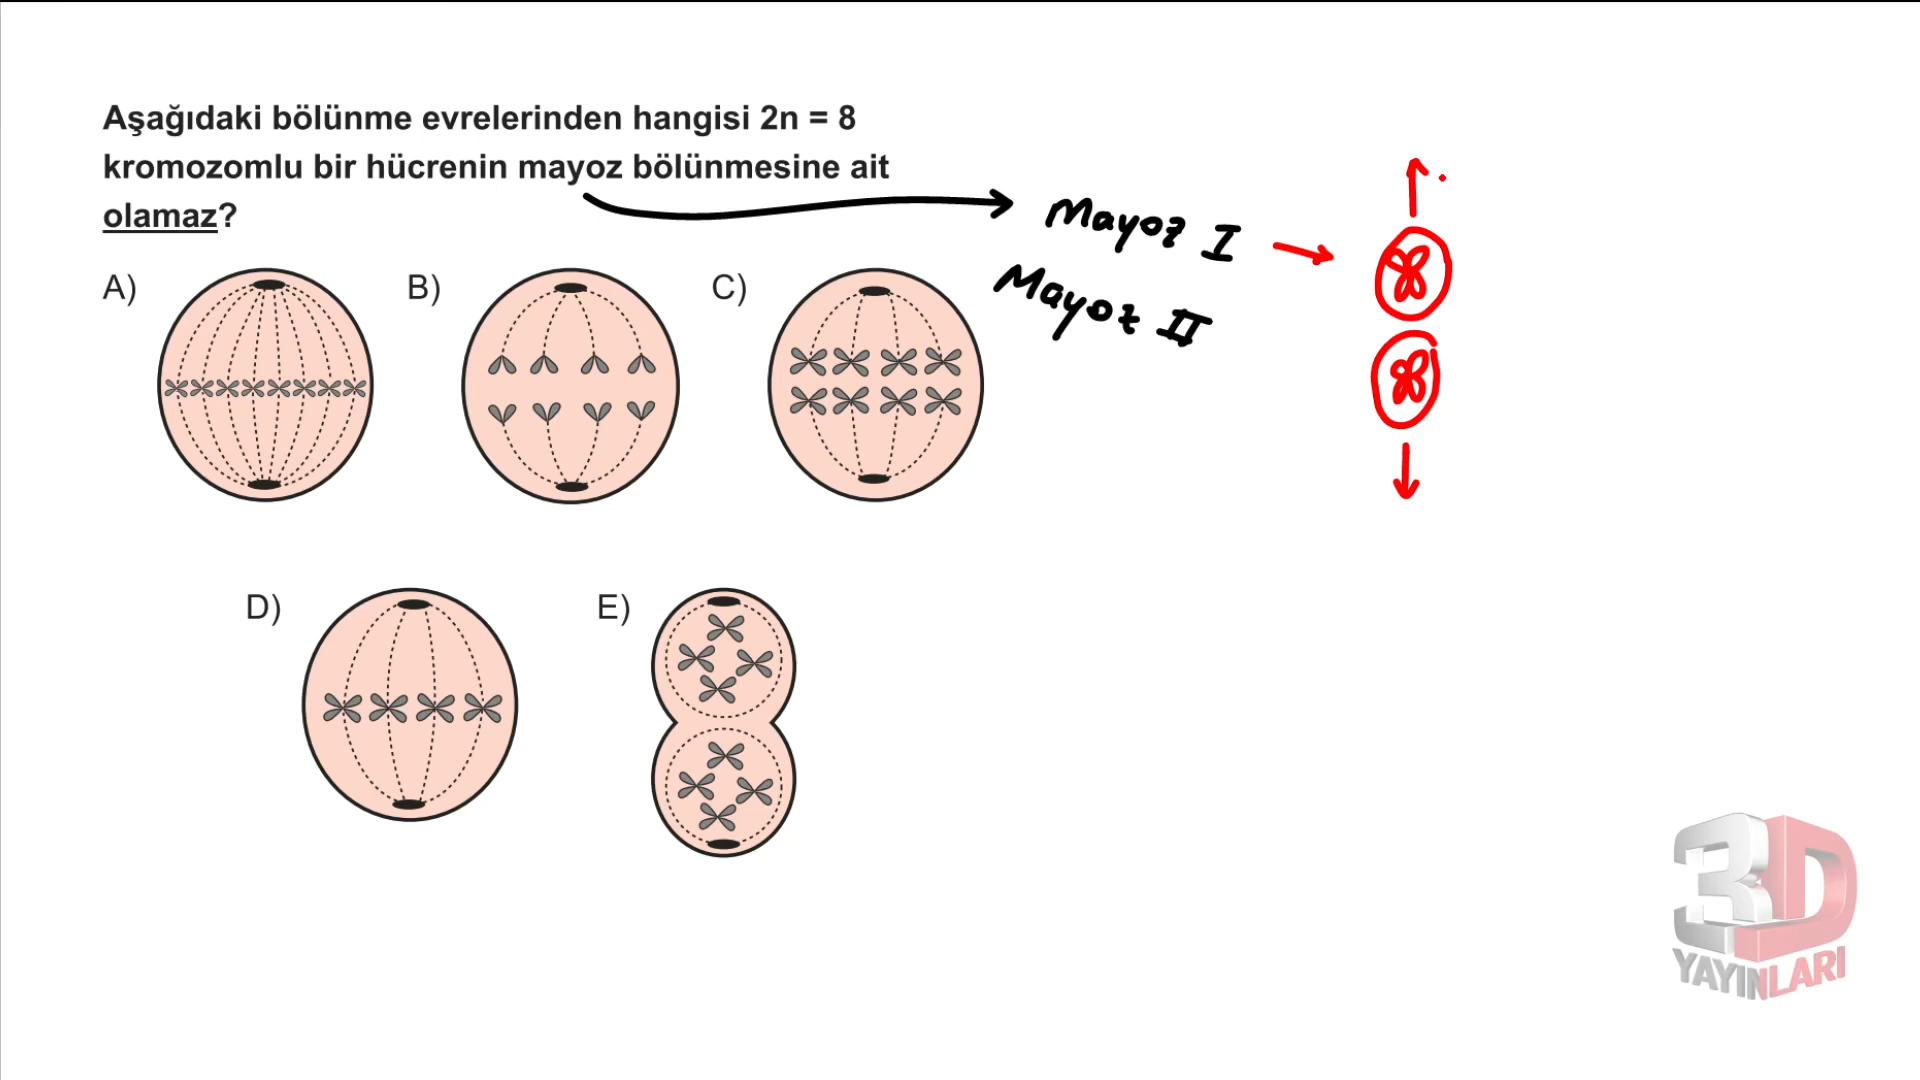 Aşağıdaki bölünme evrelerinden hangisi 2n = 8
kromozomlu bir hücrenin mayoz bölünmesine ait
olamaz?
Mayoz I
Mayoz II
A)
B)
C)
D)
E)
3D
YAYINLARI